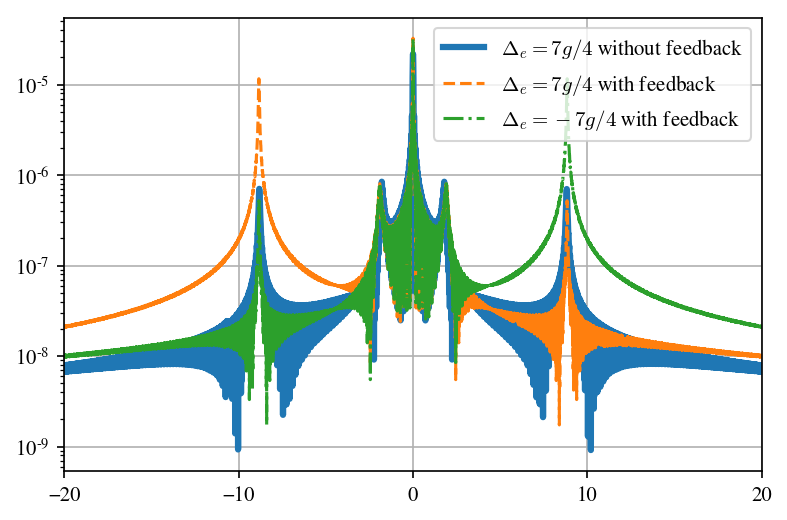 Δₑ = 7g/4 without feedback
Δₑ = 7g/4 with feedback
Δₑ = − 7g/4 with feedback
10⁻⁵
10⁻⁶
10⁻⁷
10⁻⁸
10⁻⁹
−20 −10 0 10 20